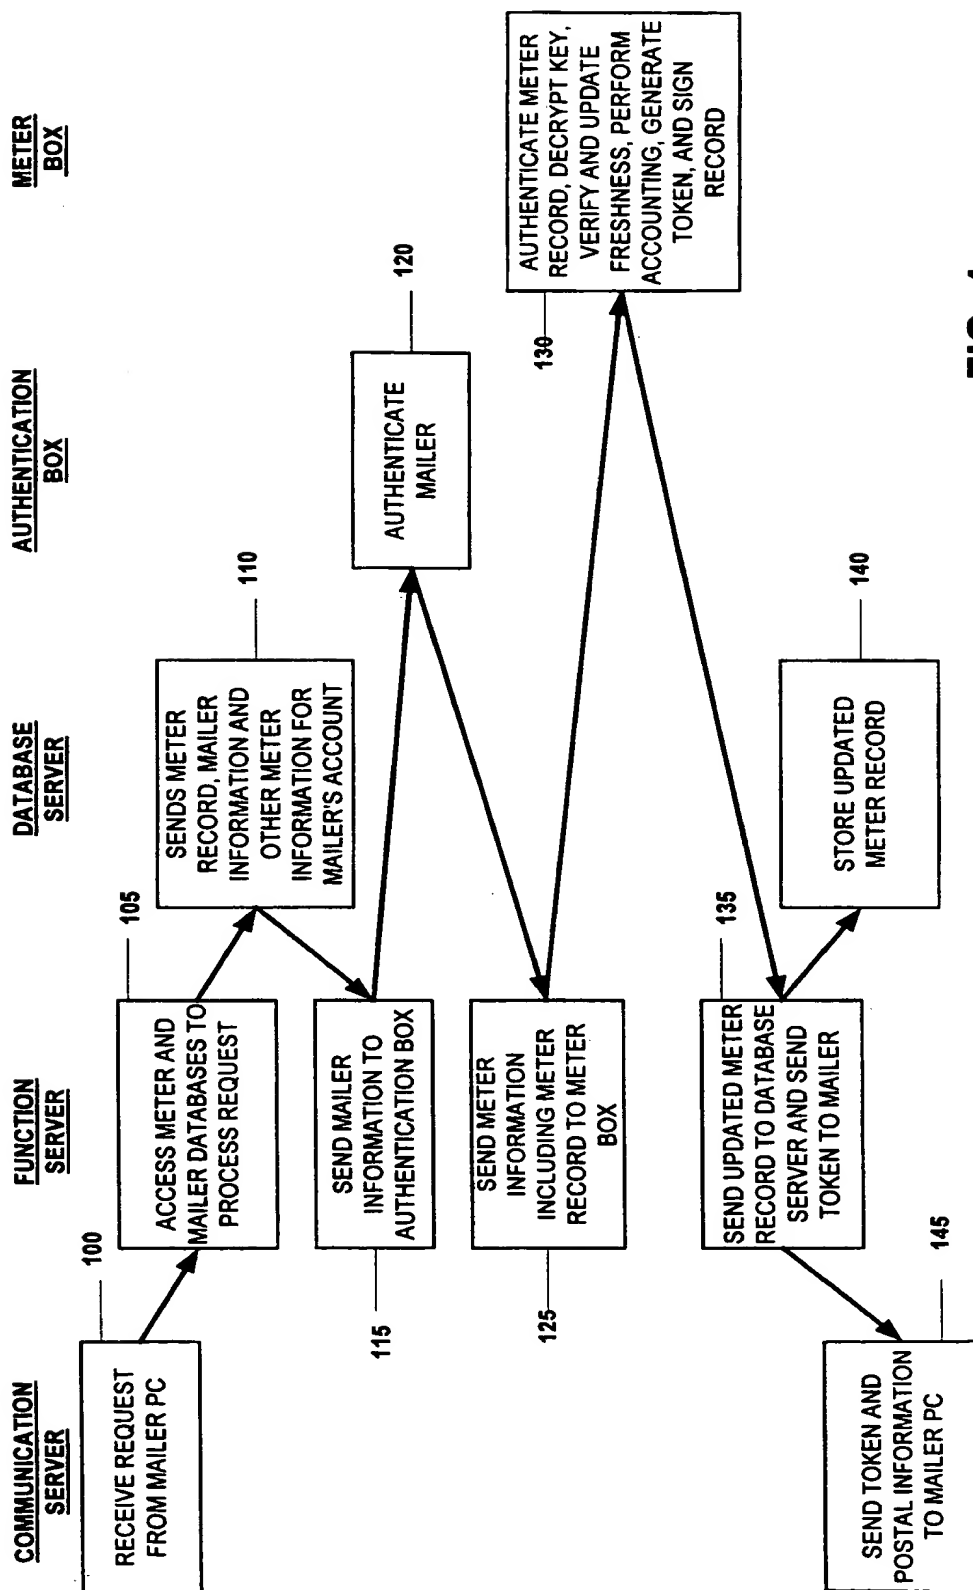 COMMUNICATION
SERVER
FUNCTION
SERVER
DATABASE
SERVER
AUTHENTICATION
BOX
METER
BOX
100
RECEIVE REQUEST
FROM MAILER PC
105
ACCESS METER AND
MAILER DATABASES TO
PROCESS REQUEST
110
SENDS METER
RECORD, MAILER
INFORMATION AND
OTHER METER
INFORMATION FOR
MAILER'S ACCOUNT
115
SEND MAILER
INFORMATION TO
AUTHENTICATION BOX
120
AUTHENTICATE
MAILER
125
SEND METER
INFORMATION
INCLUDING METER
RECORD TO METER
BOX
130
AUTHENTICATE METER
RECORD, DECRYPT KEY,
VERIFY AND UPDATE
FRESHNESS, PERFORM
ACCOUNTING, GENERATE
TOKEN, AND SIGN
RECORD
135
SEND UPDATED METER
RECORD TO DATABASE
SERVER AND SEND
TOKEN TO MAILER
140
STORE UPDATED
METER RECORD
145
SEND TOKEN AND
POSTAL INFORMATION
TO MAILER PC